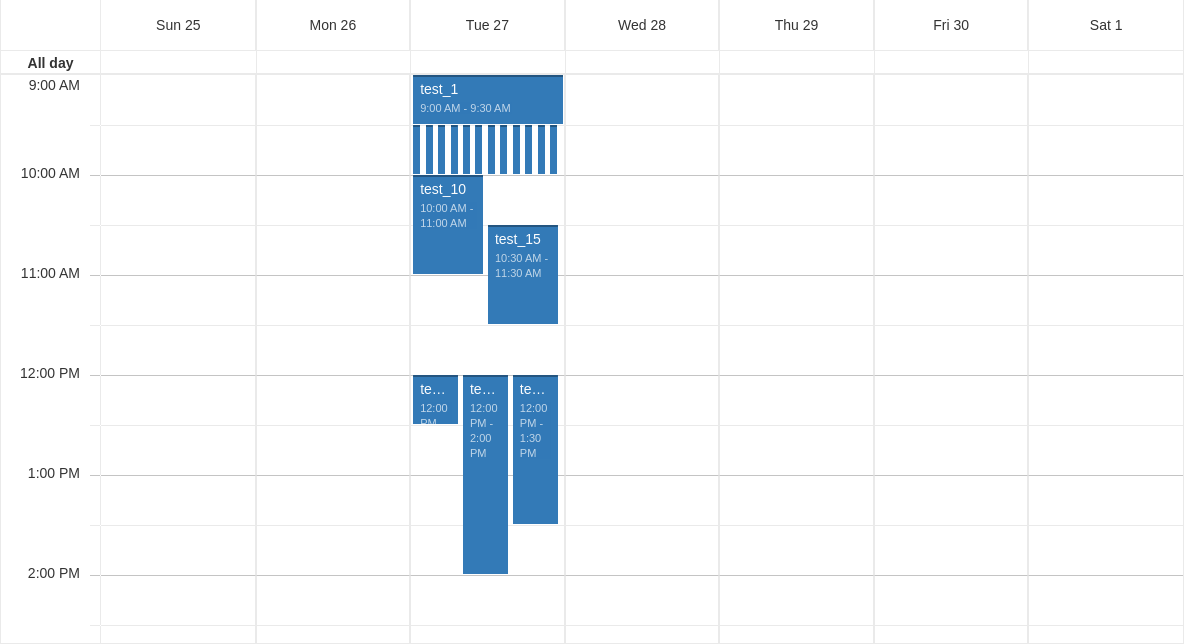 Sun 25
Mon 26
Tue 27
Wed 28
Thu 29
Fri 30
Sat 1
All day
9:00 AM
test_1
9:00 AM - 9:30 AM
10:00 AM
test_10
10:00 AM -
11:00 AM
test_15
10:30 AM -
11:30 AM
11:00 AM
12:00 PM
te…
12:00
PM
te…
12:00
PM -
2:00
PM
te…
12:00
PM -
1:30
PM
1:00 PM
2:00 PM